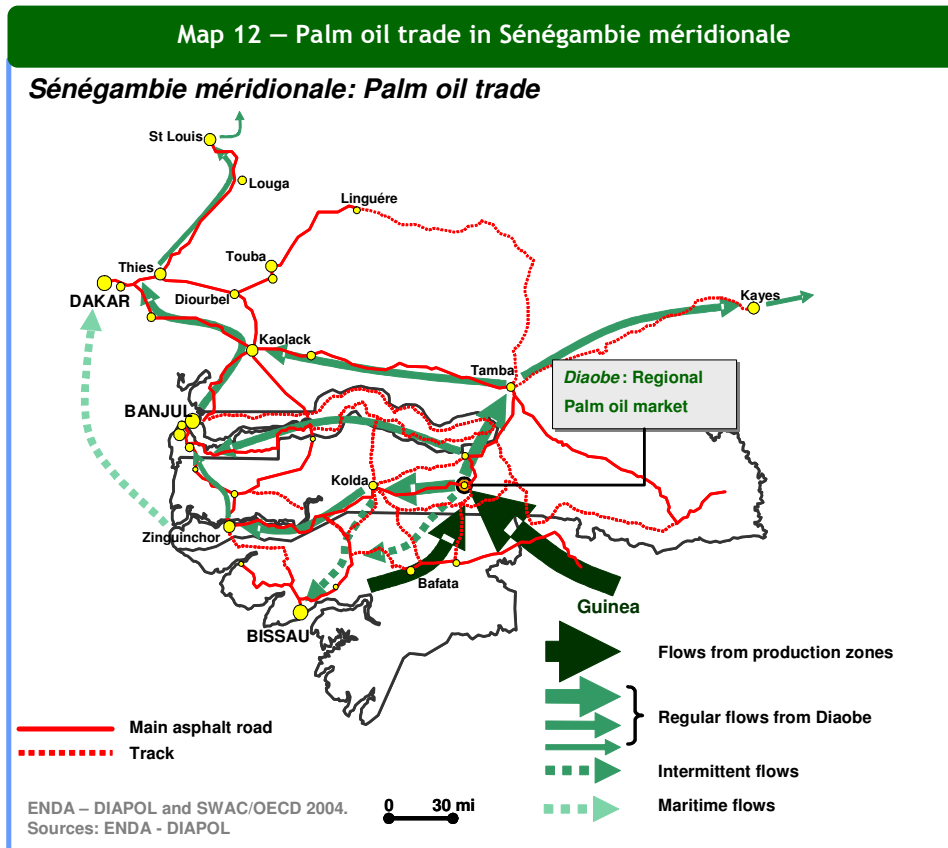 Map 12 — Palm oil trade in Sénégambie méridionale
Sénégambie méridionale: Palm oil trade
St Louis
Louga
Linguére
Touba
Thies
DAKAR
Diourbel
Kayes
Kaolack
Tamba
Diaobe : Regional
Palm oil market
BANJUL
Kolda
Zinguinchor
Bafata
Guinea
BISSAU
Flows from production zones
Regular flows from Diaobe
Main asphalt road
Track
Intermittent flows
Maritime flows
ENDA – DIAPOL and SWAC/OECD 2004.
0 30 mi
Sources: ENDA - DIAPOL